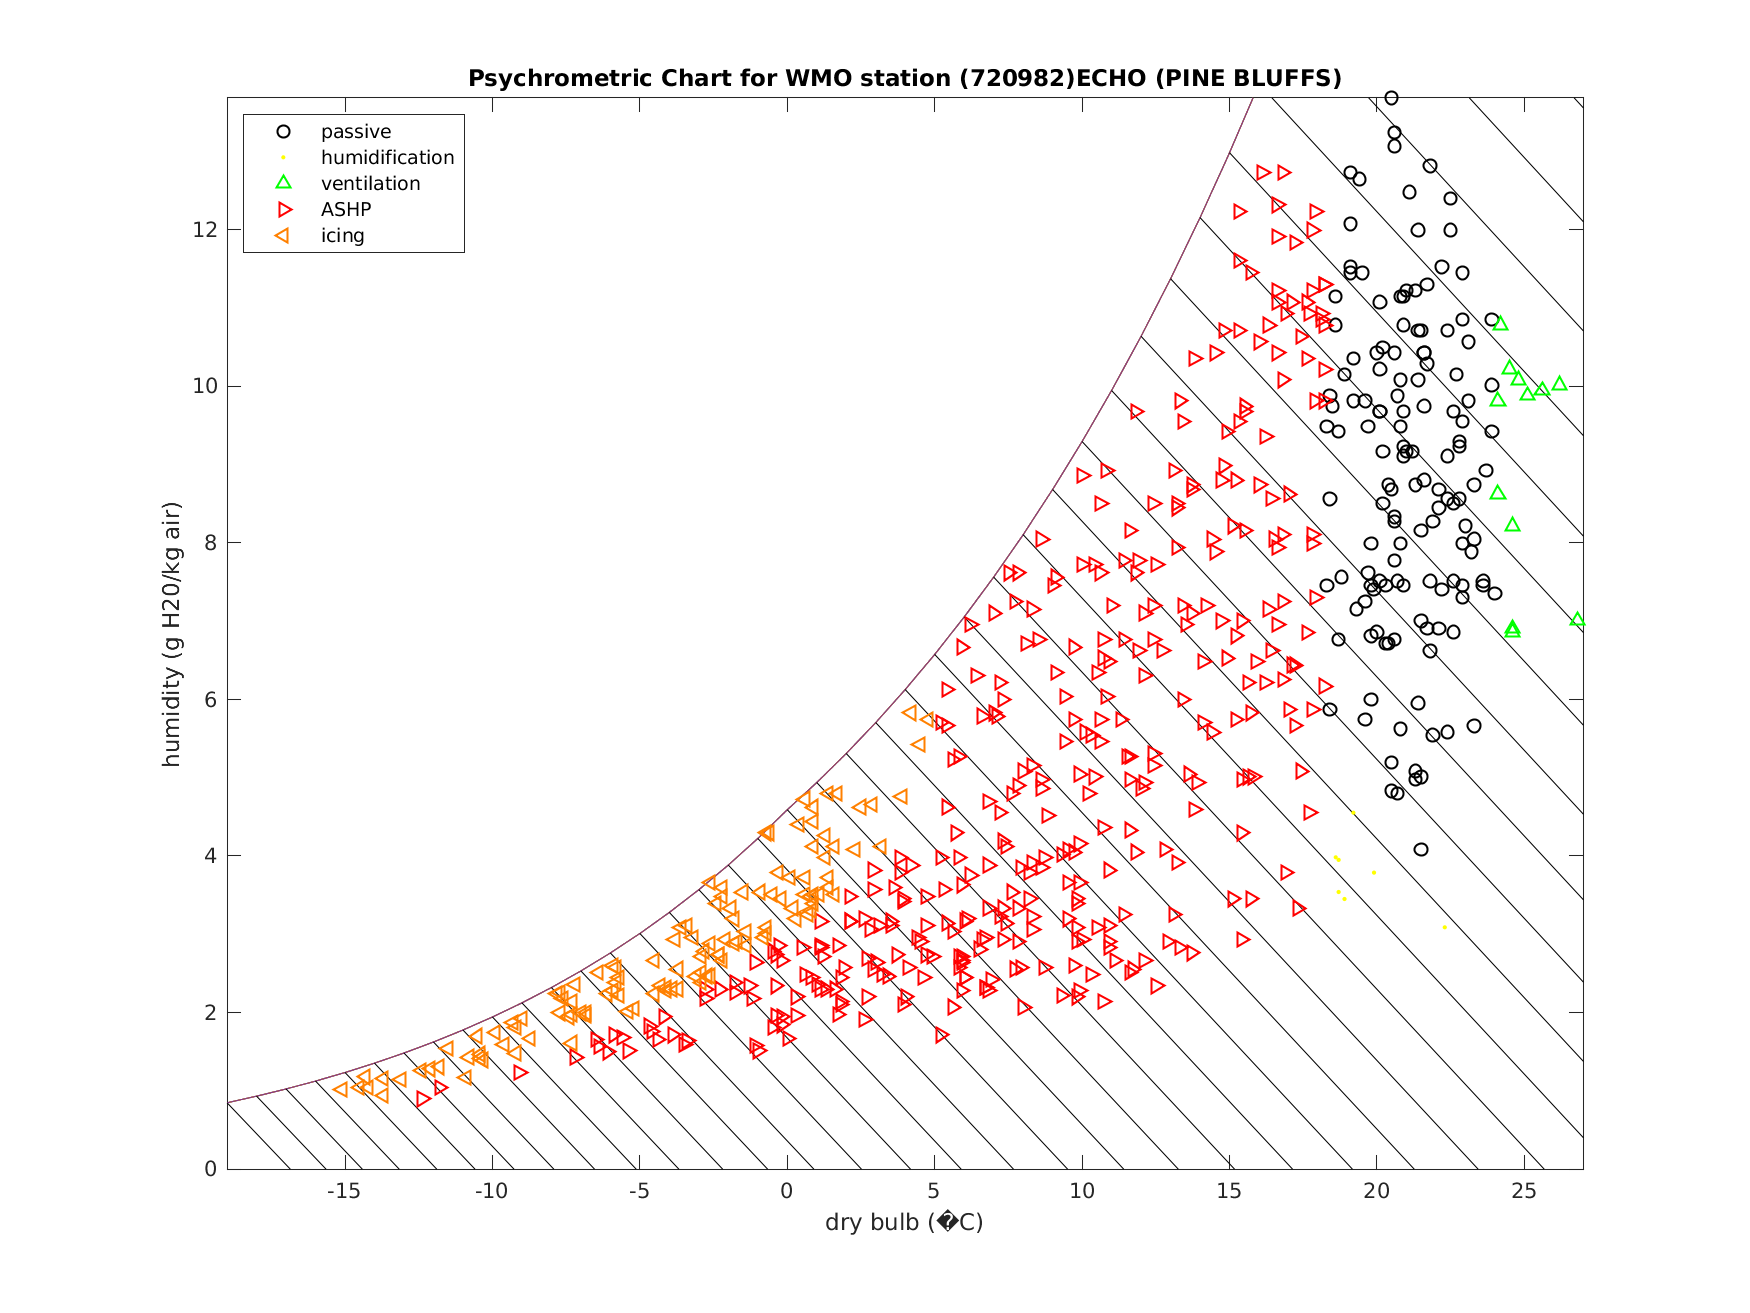 Psychrometric Chart for WMO station (720982)ECHO (PINE BLUFFS)
passive
humidification
ventilation
ASHP
icing
humidity (g H20/kg air)
12
10
8
6
4
2
0
-15 -10 -5 0 5 10 15 20 25
dry bulb (�C)